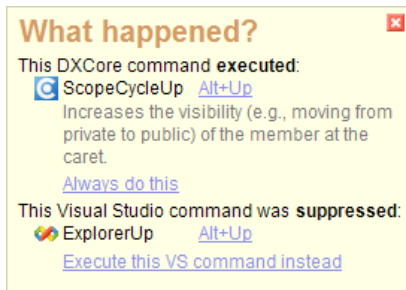 What happened?
This DXCore command executed:
ScopeCycleUp Alt+Up
Increases the visibility (e.g., moving from
private to public) of the member at the
caret.
Always do this
This Visual Studio command was suppressed:
ExplorerUp Alt+Up
Execute this VS command instead